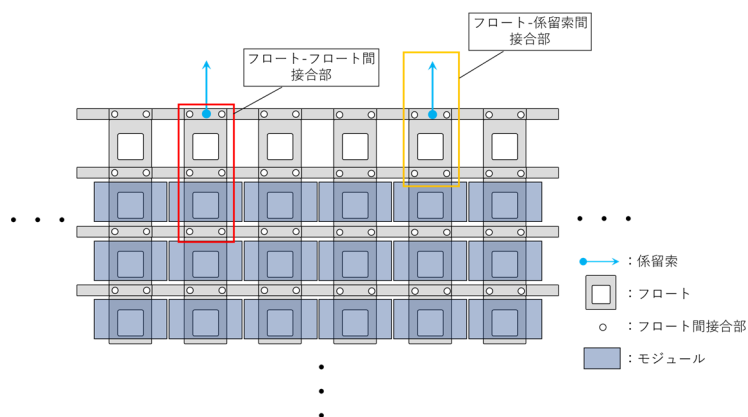 フロート-係留索間
接合部
フロート-フロート間
接合部
：係留索
：フロート
：フロート間接合部
：モジュール